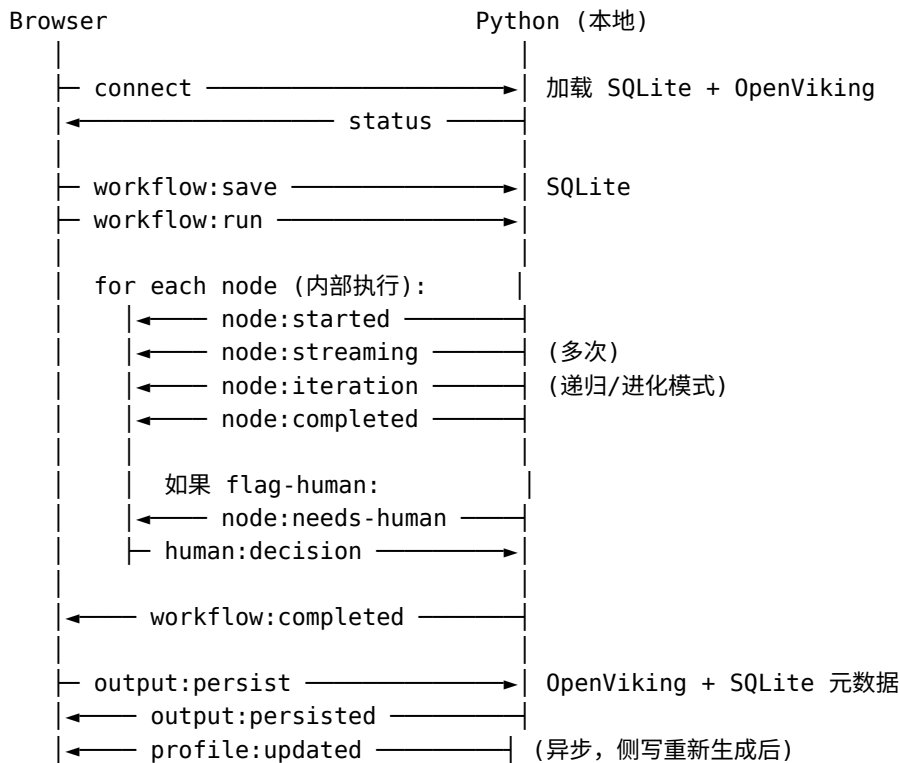 Browser Python (本地)
connect 加载 SQLite + OpenViking
status
workflow:save SQLite
workflow:run
for each node (内部执行):
node:started
node:streaming (多次)
node:iteration (递归/进化模式)
node:completed
如果 flag-human:
node:needs-human
human:decision
workflow:completed
output:persist OpenViking + SQLite 元数据
output:persisted
profile:updated (异步，侧写重新生成后)